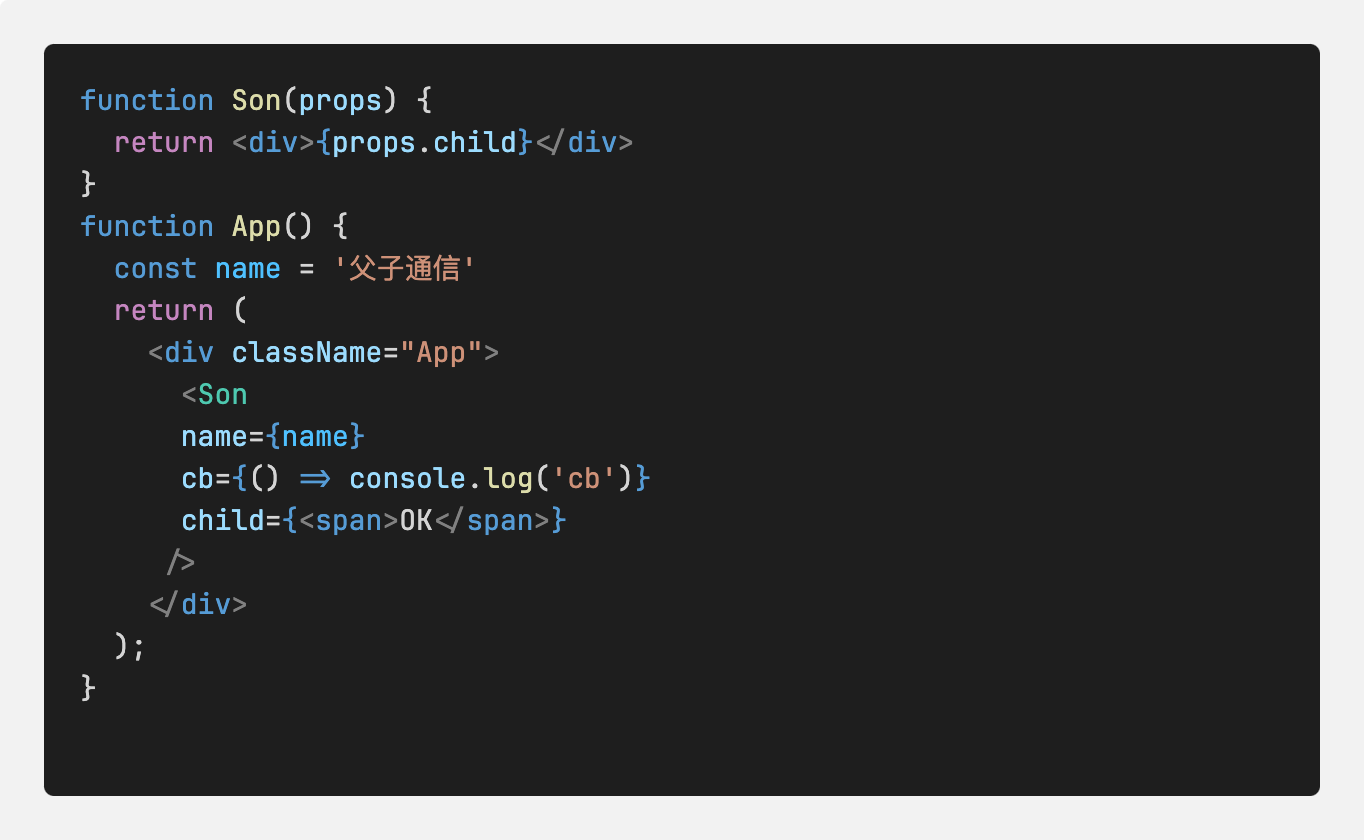 function Son(props) {
  return <div>{props.child}</div>
}
function App() {
  const name = '父子通信'
  return (
    <div className="App">
      <Son
      name={name}
      cb={() => console.log('cb')}
      child={<span>OK</span>}
     />
    </div>
  );
}